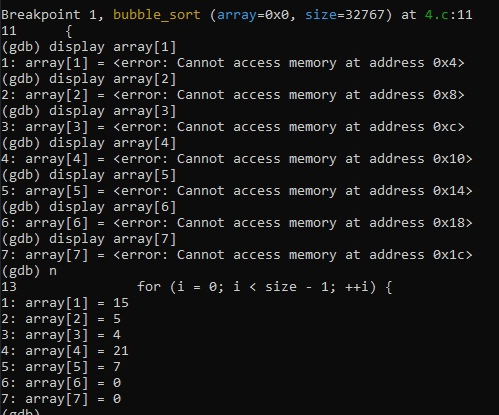 Breakpoint 1, bubble_sort (array=0x0, size=32767) at 4.c:11
11      {
(gdb) display array[1]
1: array[1] = <error: Cannot access memory at address 0x4>
(gdb) display array[2]
2: array[2] = <error: Cannot access memory at address 0x8>
(gdb) display array[3]
3: array[3] = <error: Cannot access memory at address 0xc>
(gdb) display array[4]
4: array[4] = <error: Cannot access memory at address 0x10>
(gdb) display array[5]
5: array[5] = <error: Cannot access memory at address 0x14>
(gdb) display array[6]
6: array[6] = <error: Cannot access memory at address 0x18>
(gdb) display array[7]
7: array[7] = <error: Cannot access memory at address 0x1c>
(gdb) n
13              for (i = 0; i < size - 1; ++i) {
1: array[1] = 15
2: array[2] = 5
3: array[3] = 4
4: array[4] = 21
5: array[5] = 7
6: array[6] = 0
7: array[7] = 0
(gdb)